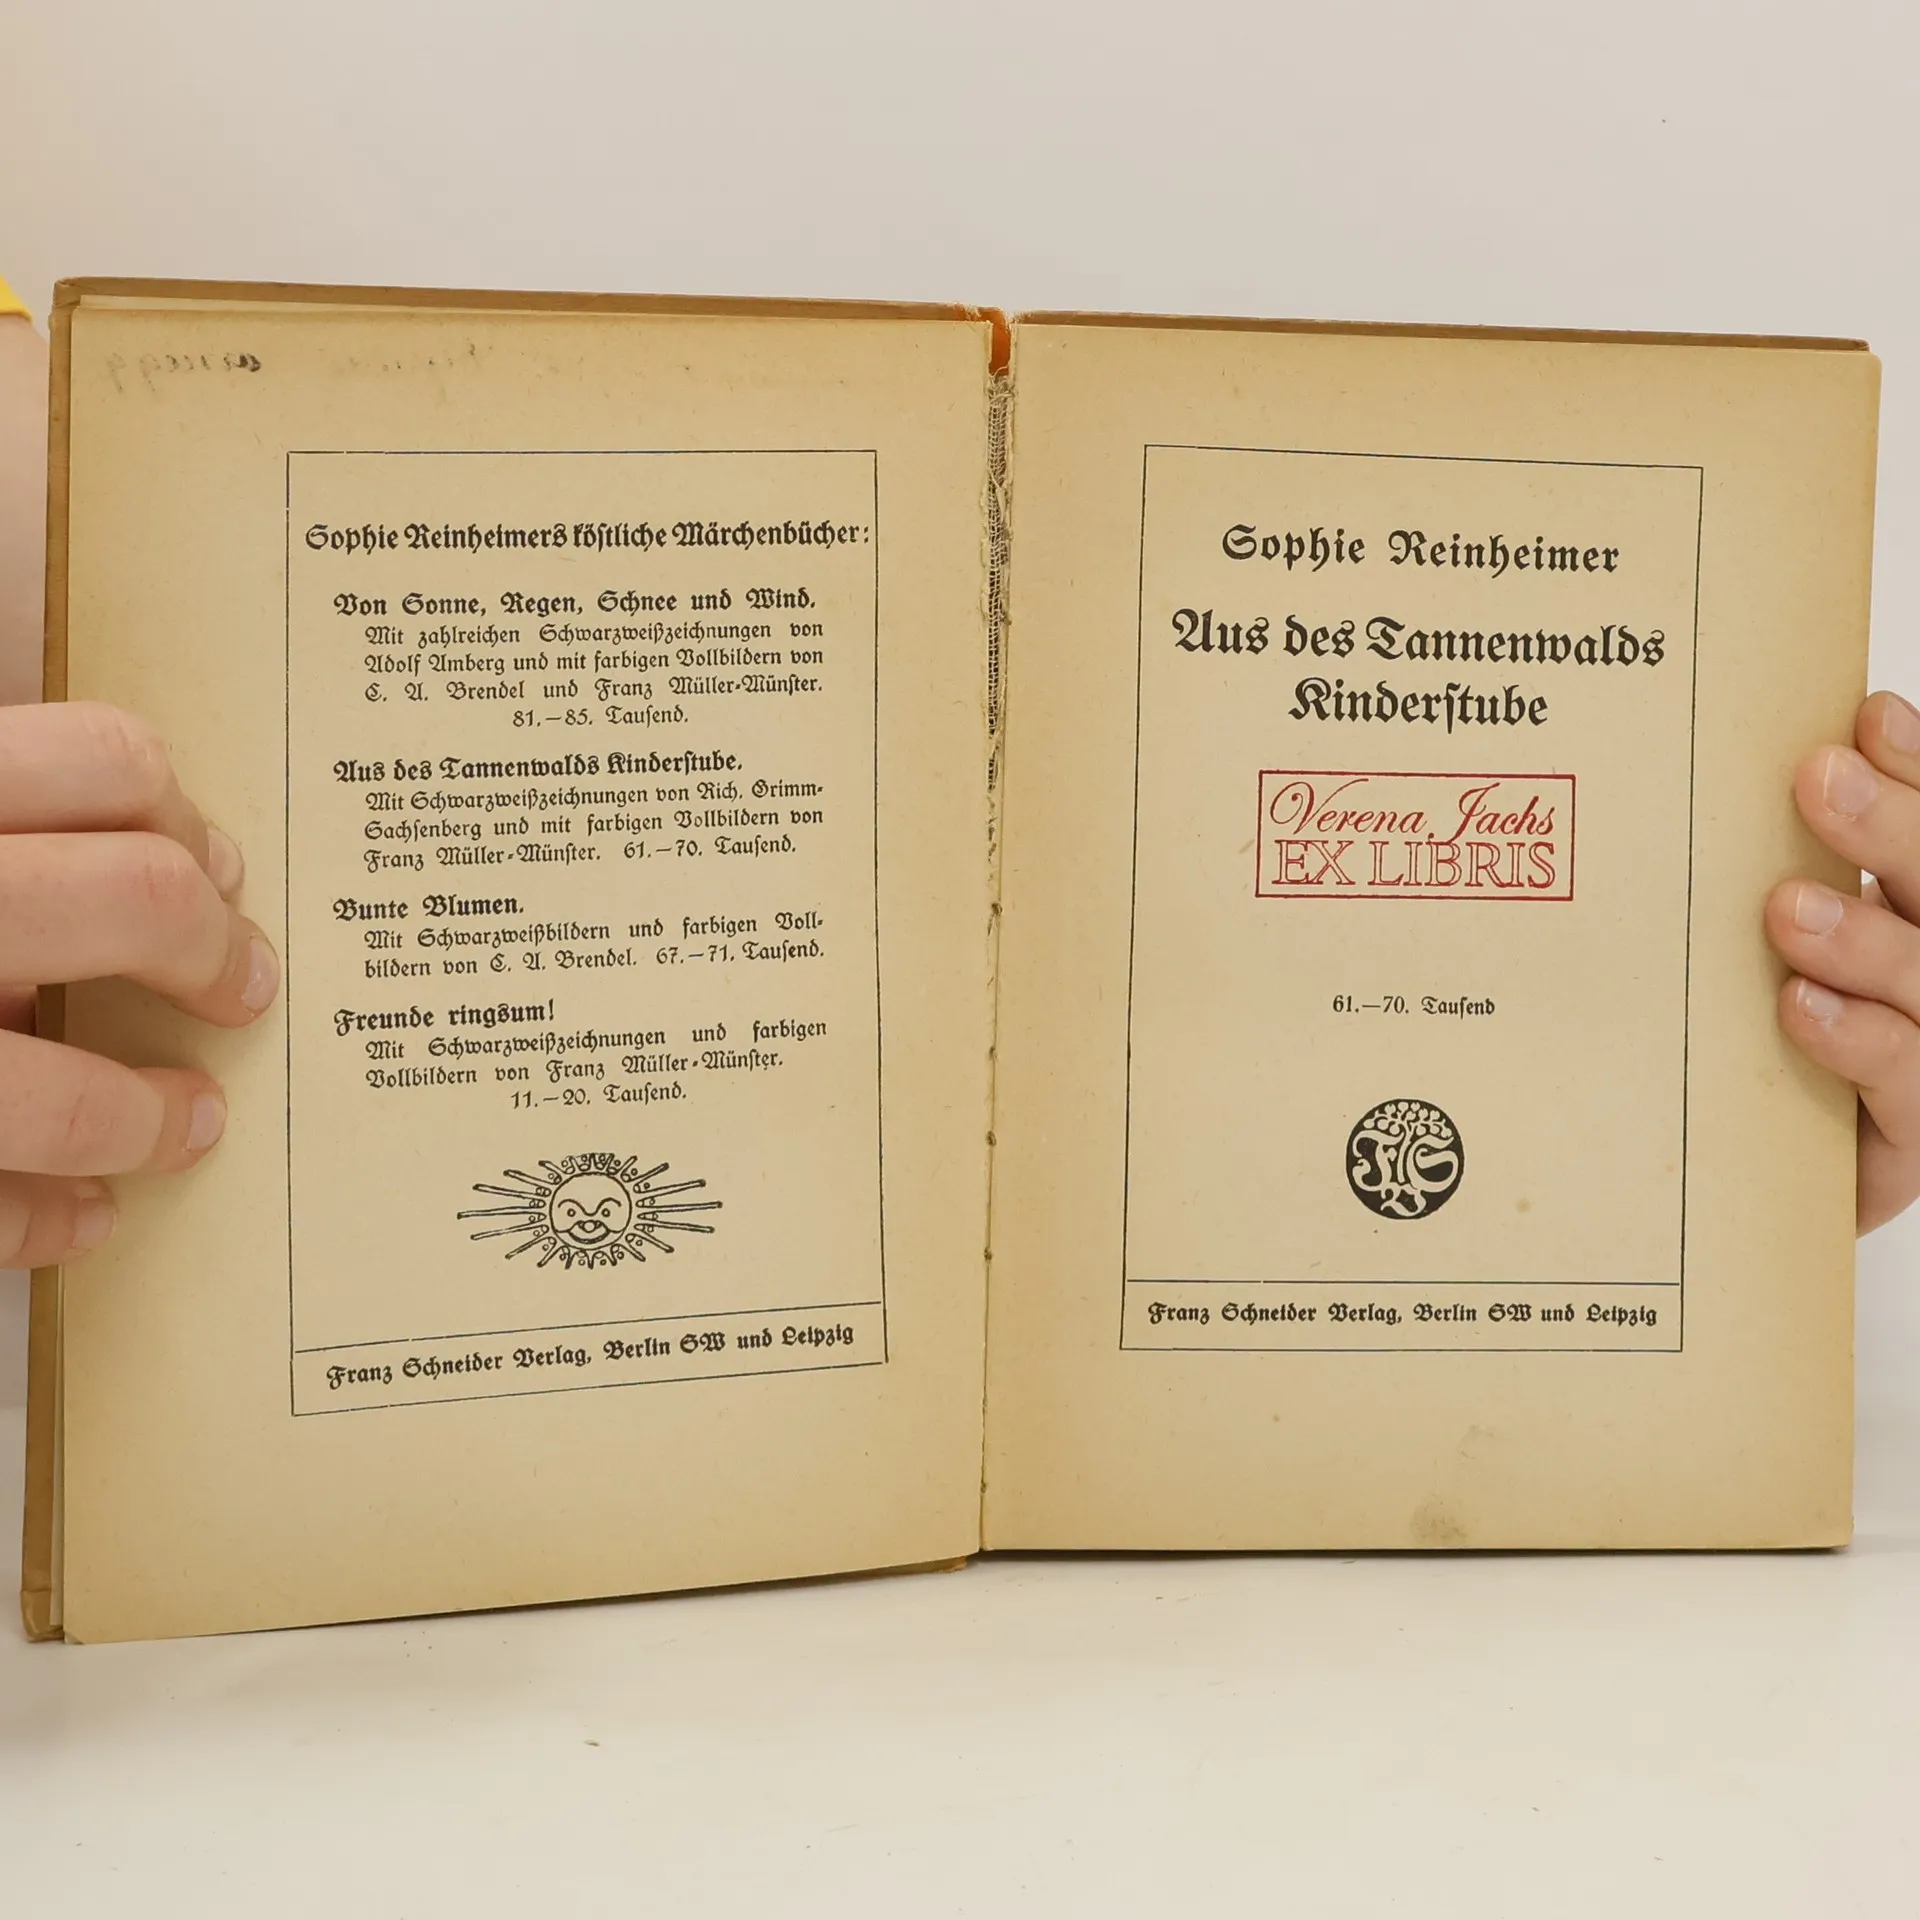 Sophie Reinheimers köstliche Märchenbücher:
Von Sonne, Regen, Schnee und Wind.
Mit zahlreichen Schwarzweißzeichnungen von
Adolf Amberg und mit farbigen Vollbildern von
C. A. Brendel und Franz Müller-Münster.
81.—85. Tausend.
Aus des Tannenwalds Kinderstube.
Mit Schwarzweißzeichnungen von Rich. Grimm-
Sachsenberg und mit farbigen Vollbildern von
Franz Müller-Münster. 61.—70. Tausend.
Bunte Blumen.
Mit Schwarzweißbildern und farbigen Voll-
bildern von C. A. Brendel. 67.—71. Tausend.
Freunde ringsum!
Mit Schwarzweißzeichnungen und farbigen
Vollbildern von Franz Müller-Münster.
11.—20. Tausend.
Franz Schneider Verlag, Berlin SW und Leipzig
Sophie Reinheimer
Aus des Tannenwalds
Kinderstube
Verena Jachs
EX LIBRIS
61.—70. Tausend
FSV
Franz Schneider Verlag, Berlin SW und Leipzig